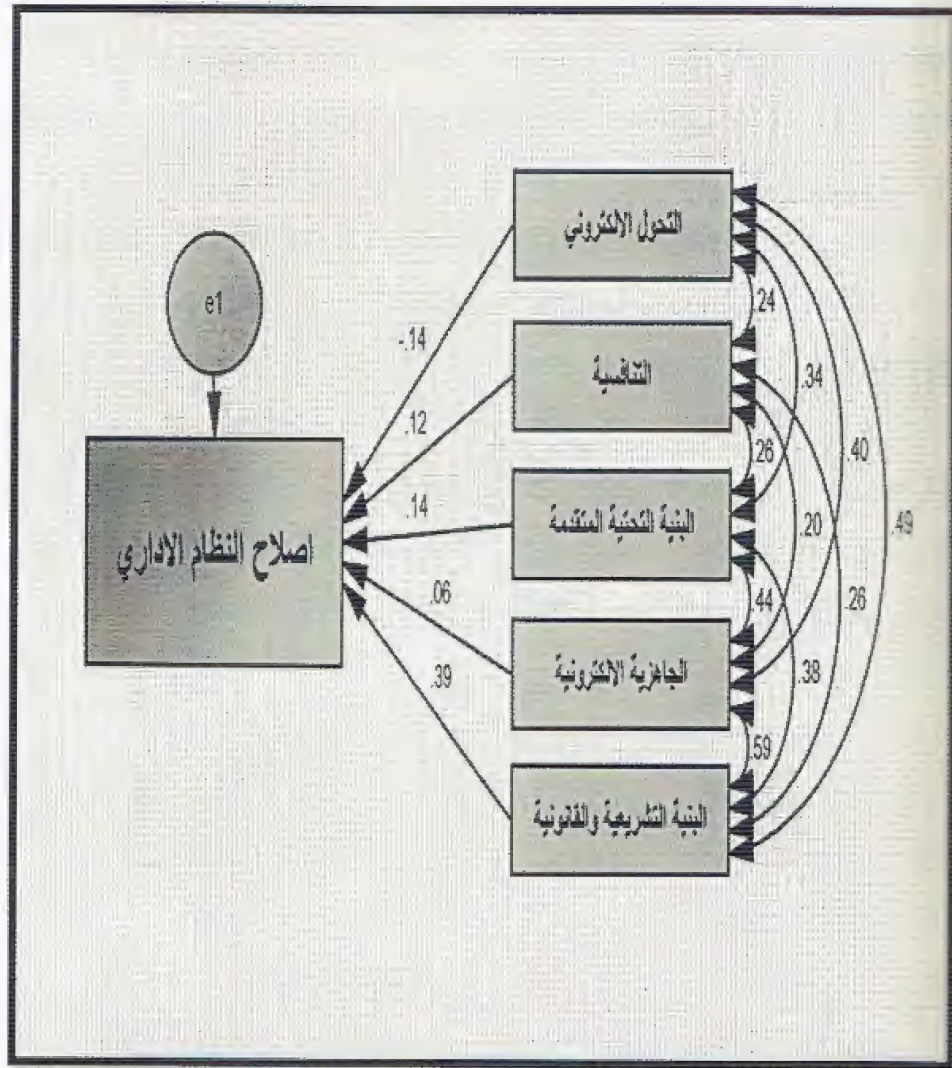 التحول الالكتروني
e1
.24
-.14
التنافسية
.34
.12
.40
.26
اصلاح النظام الاداري
.14
البنية التحتية المتقدمة
.20
.49
.06
.44
.26
الجاهزية الالكترونية
.38
.39
.59
البنية التشريعية والقانونية